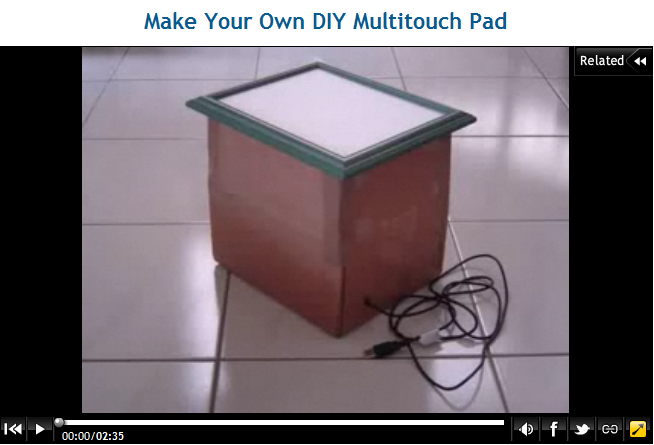 Make Your Own DIY Multitouch Pad
Related
00:00/02:35